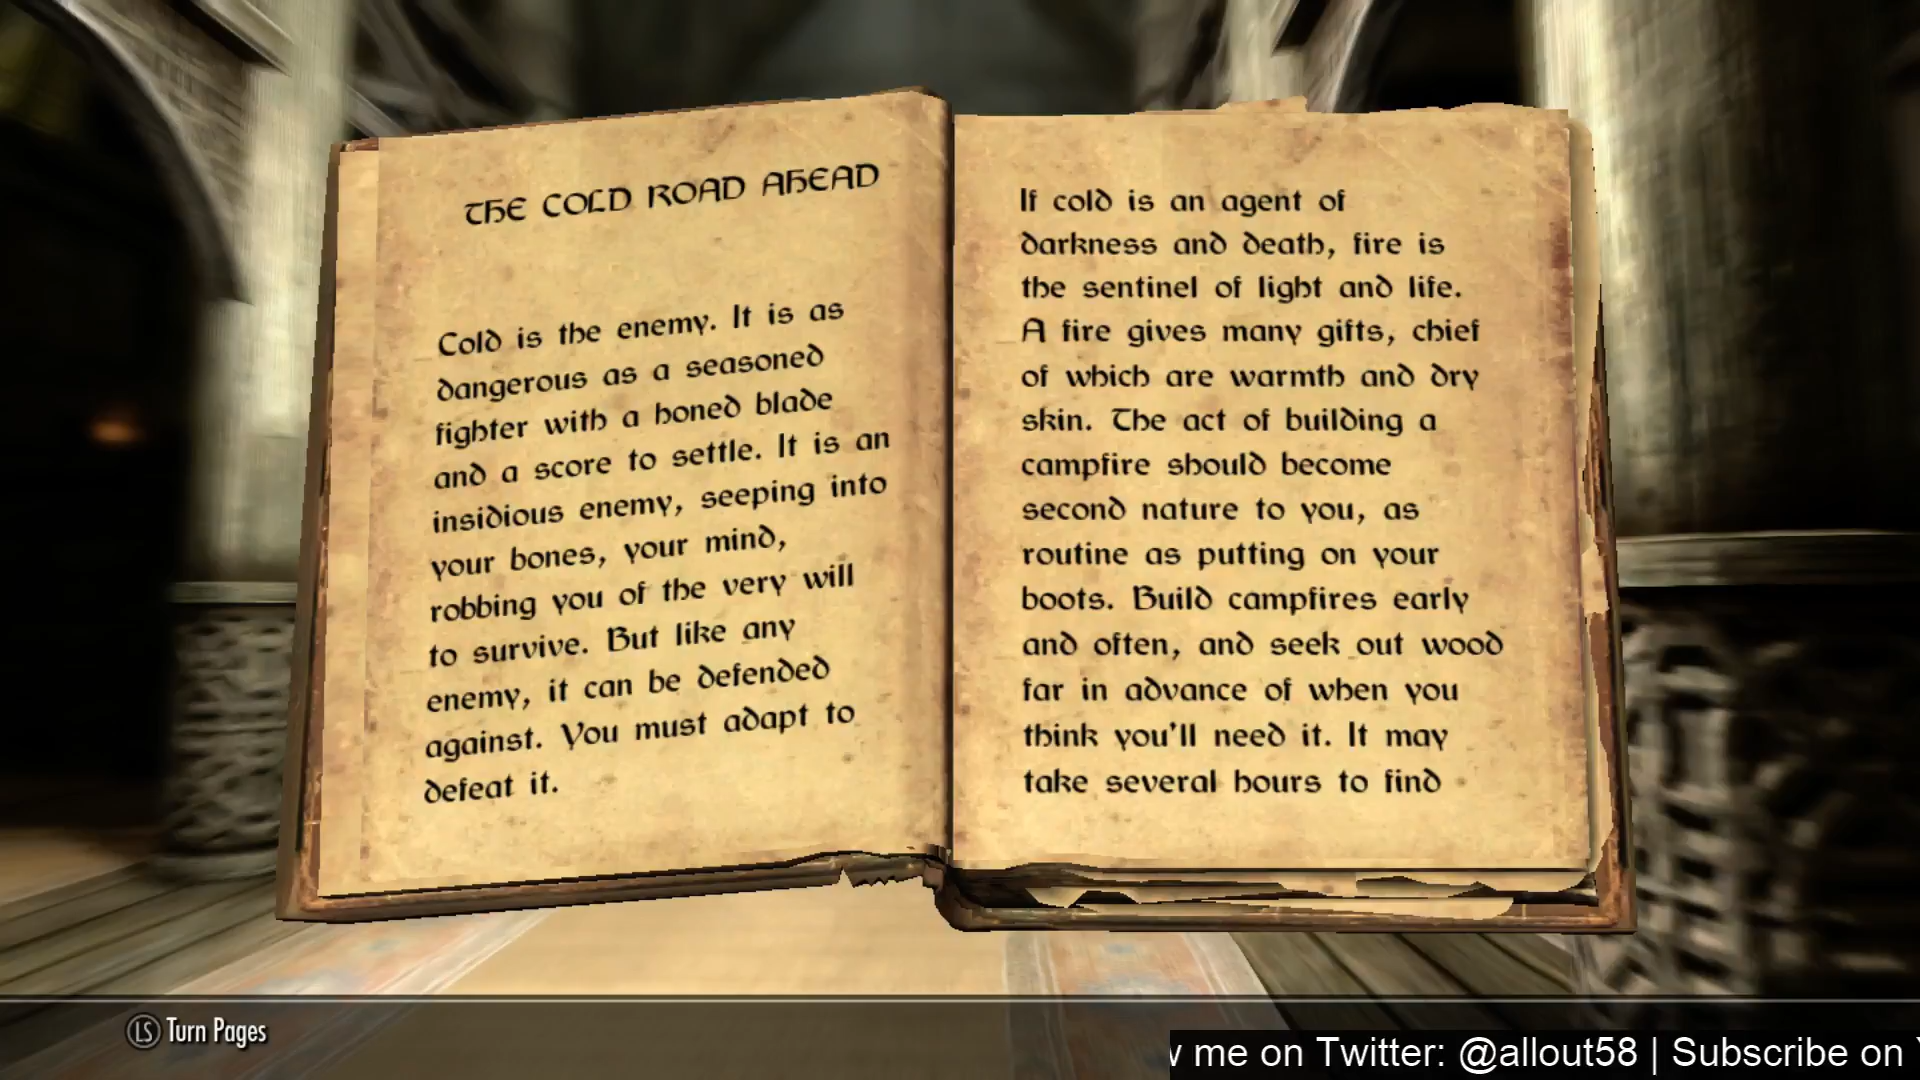 THE COLD ROAD AHEAD
Cold is the enemy. It is as
dangerous as a seasoned
fighter with a honed blade
and a score to settle. It is an
insidious enemy, seeping into
your bones, your mind,
robbing you of the very will
to survive. But like any
enemy, it can be defended
against. You must adapt to
defeat it.
If cold is an agent of
darkness and death, fire is
the sentinel of light and life.
A fire gives many gifts, chief
of which are warmth and dry
skin. The act of building a
campfire should become
second nature to you, as
routine as putting on your
boots. Build campfires early
and often, and seek out wood
far in advance of when you
think you'll need it. It may
take several hours to find
LS Turn Pages
me on Twitter: @allout58 | Subscribe on